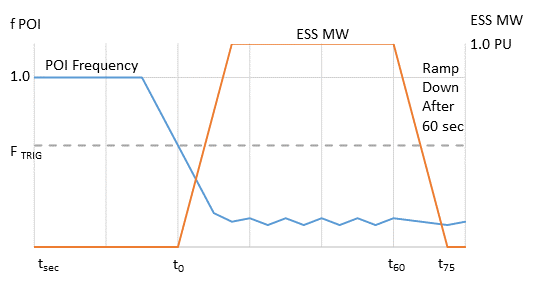 f POI
ESS MW
ESS MW
1.0 PU
POI Frequency
1.0
Ramp
Down
After
60 sec
F TRIG
tsec
t0
t60
t75